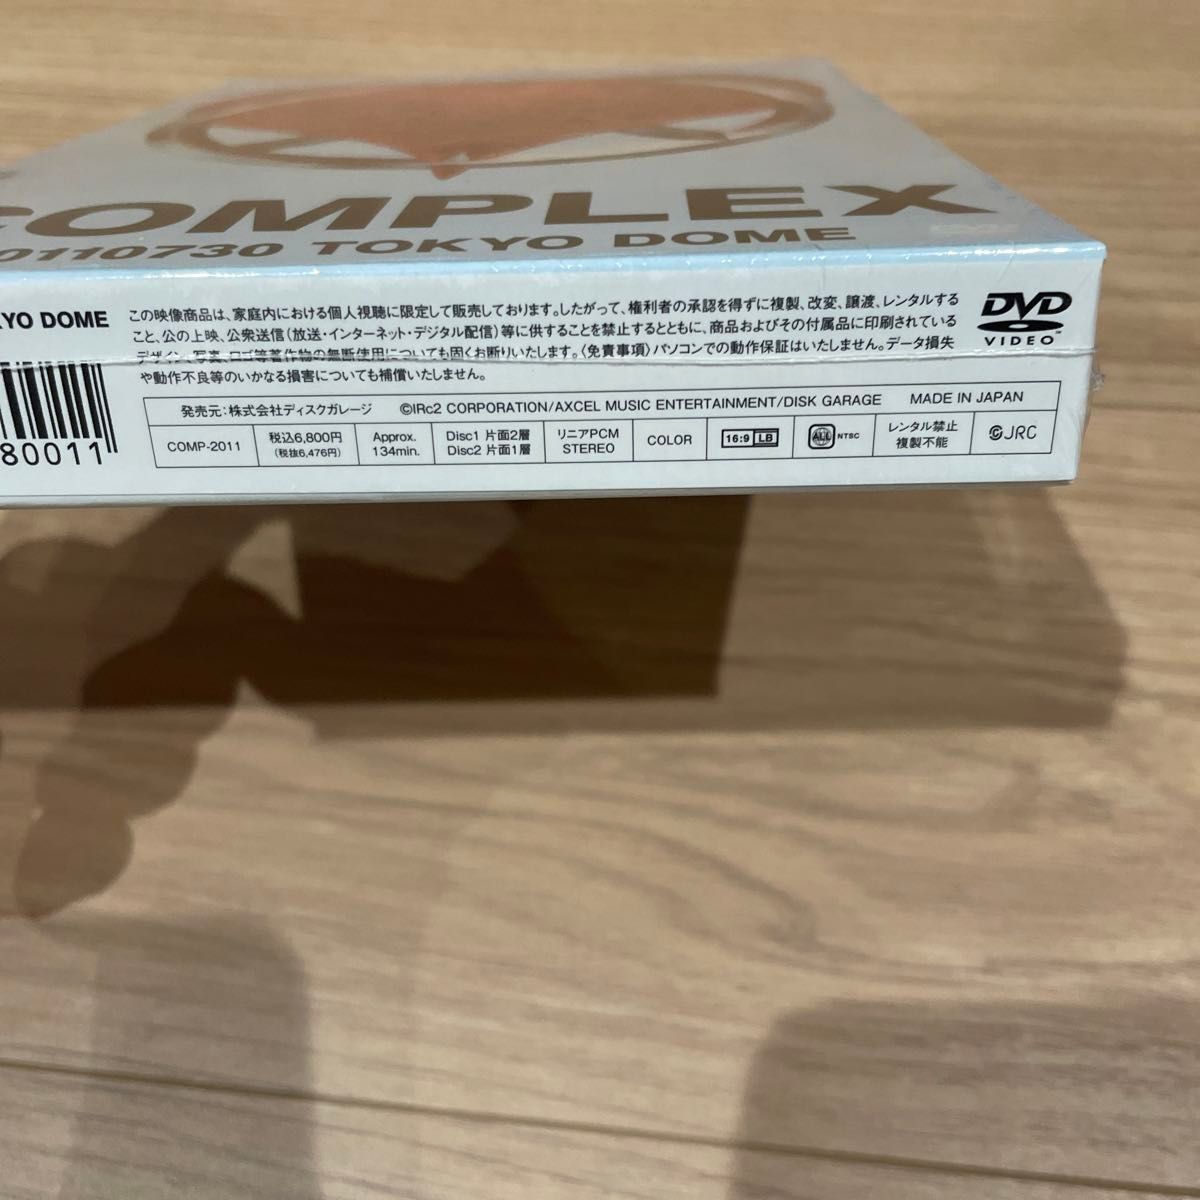 COMPLEX
0110730 TOKYO DOME
YO DOME
この映像商品は、家庭内における個人視聴に限定して販売しております。したがって、権利者の承認を得ずに複製、改変、譲渡、レンタルする
こと、公の上映、公衆送信(放送・インターネット・デジタル配信)等に供することを禁止するとともに、商品およびその付属品に印刷されている
デザイン、写真、ロゴ等著作物の無断使用についても固くお断りいたします。〈免責事項〉パソコンでの動作保証はいたしません。データ損失
や動作不良等のいかなる損害についても補償いたしません。
DVD
VIDEO™
80011
発売元:株式会社ディスクガレージ ©IRc2 CORPORATION/AXCEL MUSIC ENTERTAINMENT/DISK GARAGE MADE IN JAPAN
COMP-2011
税込6,800円
(税抜6,476円)
Approx.
134min.
Disc1 片面2層
Disc2 片面1層
リニアPCM
STEREO
COLOR
16:9 LB
ALL NTSC
レンタル禁止
複製不能
JRC